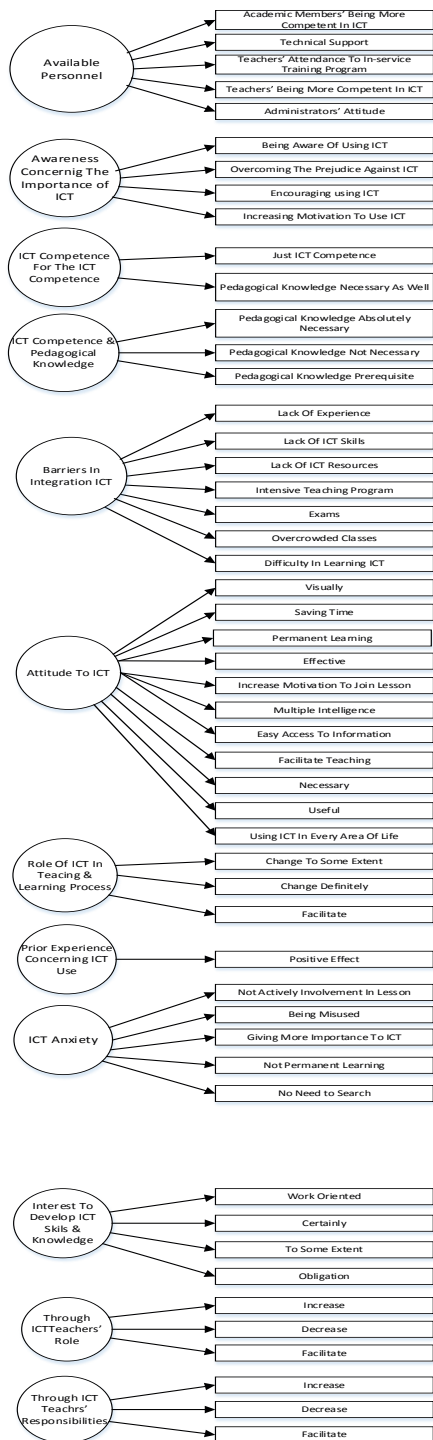 Available
Personnel
Academic Members' Being More
Competent In ICT
Technical Support
Teachers' Attendance To In-service
Training Program
Teachers' Being More Competent In ICT
Administrators' Attitude
Awareness
Concernig The
Importance of
ICT
Being Aware Of Using ICT
Overcoming The Prejudice Against ICT
Encouraging using ICT
Increasing Motivation To Use ICT
ICT Competence
For The ICT
Competence
Just ICT Competence
Pedagogical Knowledge Necessary As Well
ICT Competence &
Pedagogical
Knowledge
Pedagogical Knowledge Absolutely
Necessary
Pedagogical Knowledge Not Necessary
Pedagogical Knowledge Prerequisite
Barriers In
Integration ICT
Lack Of Experience
Lack Of ICT Skills
Lack Of ICT Resources
Intensive Teaching Program
Exams
Overcrowded Classes
Difficulty In Learning ICT
Attitude To ICT
Visually
Saving Time
Permanent Learning
Effective
Increase Motivation To Join Lesson
Multiple Intelligence
Easy Access To Information
Facilitate Teaching
Necessary
Useful
Using ICT In Every Area Of Life
Role Of ICT In
Teacing &
Learning Process
Change To Some Extent
Change Definitely
Facilitate
Prior Experience
Concerning ICT
Use
Positive Effect
ICT Anxiety
Not Actively Involvement In Lesson
Being Misused
Giving More Importance To ICT
Not Permanent Learning
No Need to Search
Interest To
Develop ICT
Skils &
Knowledge
Work Oriented
Certainly
To Some Extent
Obligation
Through
ICTTeachers'
Role
Increase
Decrease
Facilitate
Through ICT
Teachrs'
Responsibilities
Increase
Decrease
Facilitate